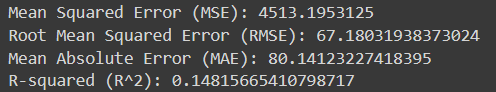 Mean Squared Error (MSE): 4513.1953125
Root Mean Squared Error (RMSE): 67.18031938373024
Mean Absolute Error (MAE): 80.14123227418395
R-squared (R^2): 0.14815665410798717